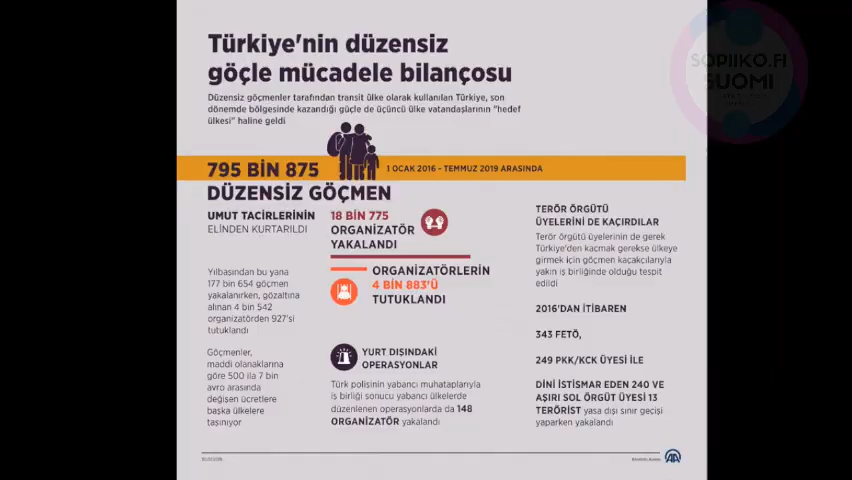 Türkiye'nin düzensiz
göçle mücadele bilançosu
Düzensiz göçmenler tarafından transit ülke olarak kullanılan Türkiye, son
dönemde bölgesinde kazandığı güçle de üçüncü ülke vatandaşlarının "hedef
ülkesi" haline geldi
795 BİN 875
1 OCAK 2016 - TEMMUZ 2019 ARASINDA
DÜZENSİZ GÖÇMEN
UMUT TACİRLERİNİN
ELİNDEN KURTARILDI
Yılbaşından bu yana
177 bin 654 göçmen
yakalanırken, gözaltına
alınan 4 bin 542
organizatörden 927'si
tutuklandı
Göçmenler,
maddi olanaklarına
göre 500 ila 7 bin
avro arasında
değişen ücretlere
başka ülkelere
taşınıyor
18 BİN 775
ORGANİZATÖR
YAKALANDI
ORGANİZATÖRLERİN
4 BİN 883'Ü
TUTUKLANDI
YURT DIŞINDAKİ
OPERASYONLAR
Türk polisinin yabancı muhataplarıyla
iş birliği sonucu yabancı ülkelerde
düzenlenen operasyonlarda da 148
ORGANİZATÖR yakalandı
TERÖR ÖRGÜTÜ
ÜYELERİNİ DE KAÇIRDILAR
Terör örgütü üyelerinin de gerek
Türkiye'den kaçmak gerekse ülkeye
girmek için göçmen kaçakcılarıyla
yakın iş birliğinde olduğu tespit
edildi
2016'DAN İTİBAREN
343 FETÖ,
249 PKK/KCK ÜYESİ İLE
DİNİ İSTİSMAR EDEN 240 VE
AŞIRI SOL ÖRGÜT ÜYESİ 13
TERÖRİST yasa dışı sınır geçişi
yaparken yakalandı
AA
SOPIIKO.FI
SUOMI